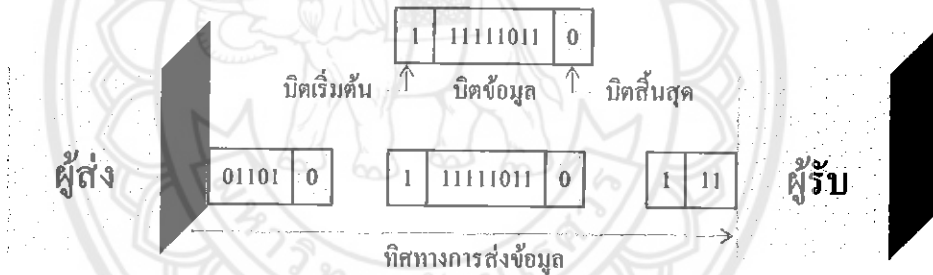 1 11111011 0
บิตเริ่มต้น บิตข้อมูล บิตสิ้นสุด
ผู้ส่ง 01101 0 1 11111011 0 1 11 ผู้รับ
ทิศทางการส่งข้อมูล